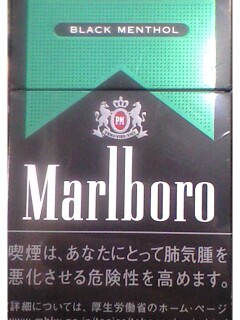 BLACK MENTHOL
PM
Marlboro
喫煙は、あなたにとって肺気腫を
悪化させる危険性を高めます。
詳細については、厚生労働省のホーム・ページ